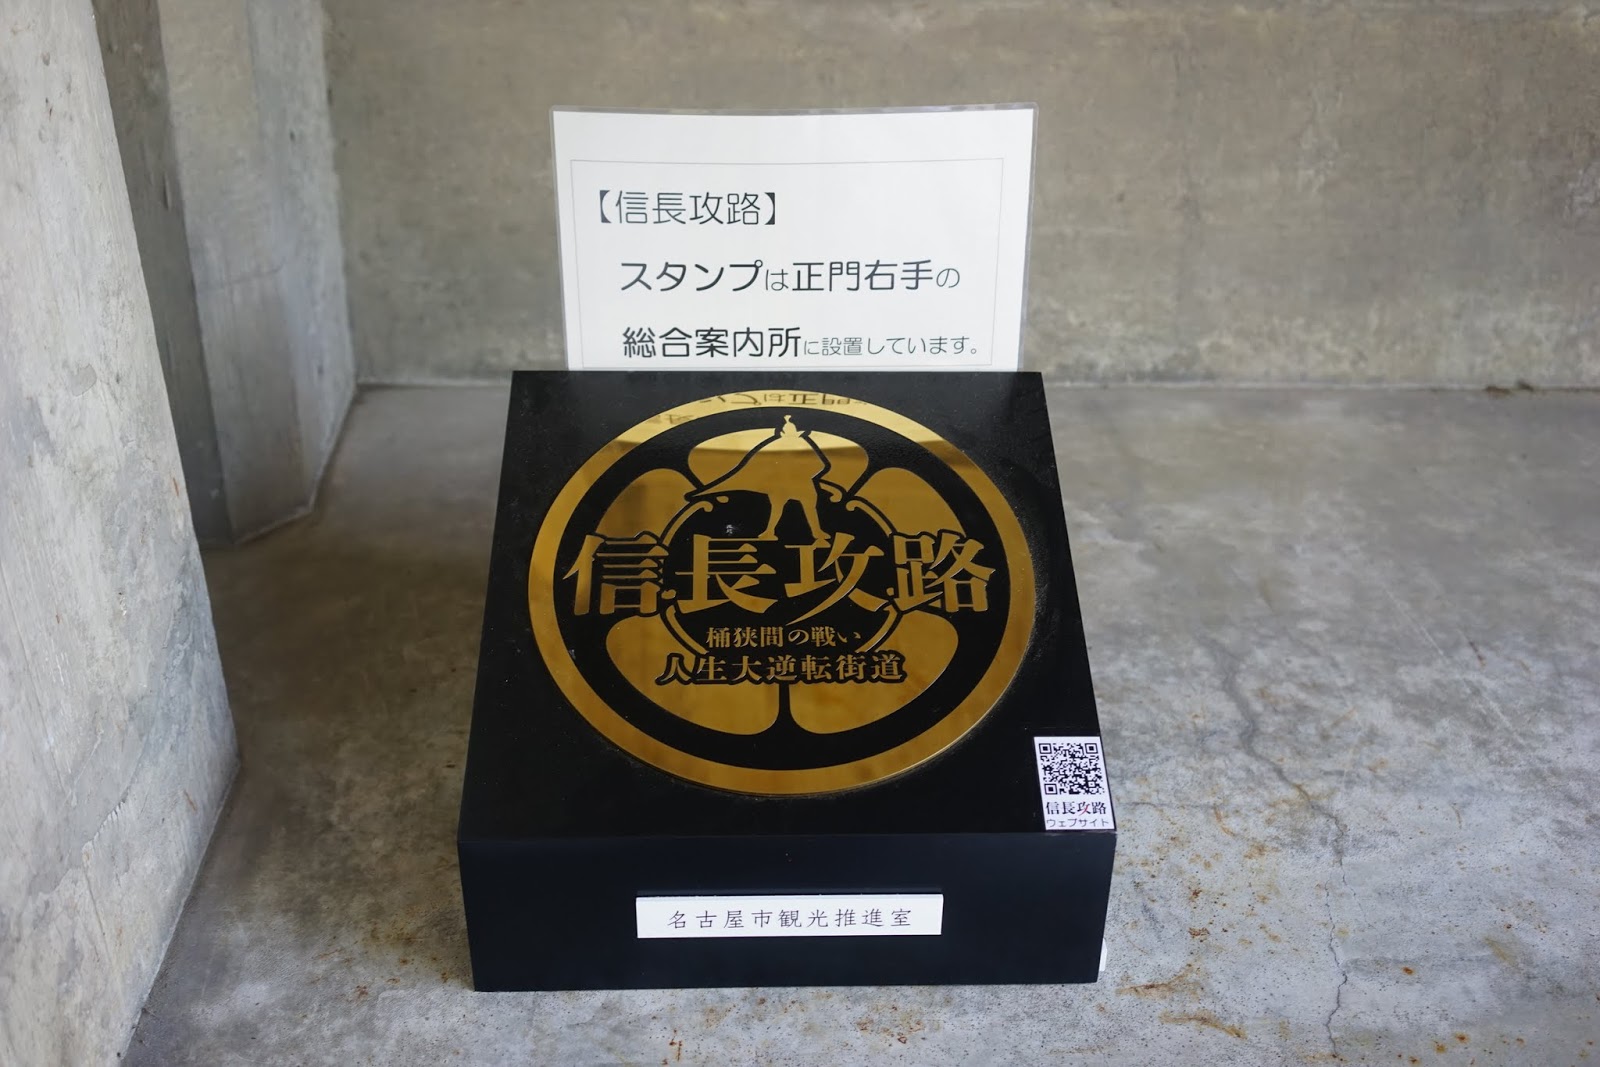 【信長攻路】
スタンプは正門右手の
総合案内所に設置しています。
信長攻路
桶狭間の戦い
人生大逆転街道
信長攻路
ウェブサイト
名古屋市観光推進室